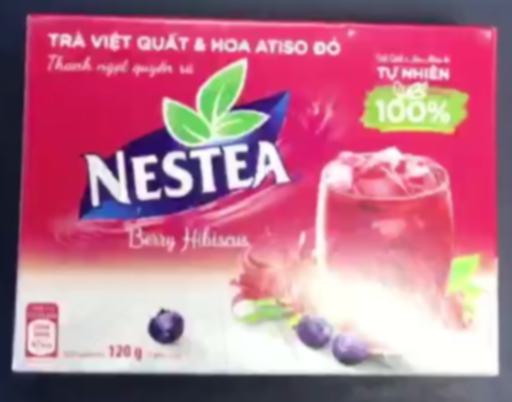 TRÀ VIỆT QUẤT & HOA ATISO ĐỎ
Thanh ngọt quyến rũ
TỰ NHIÊN
100%
NESTEA
Berry Hibiscus
120 g